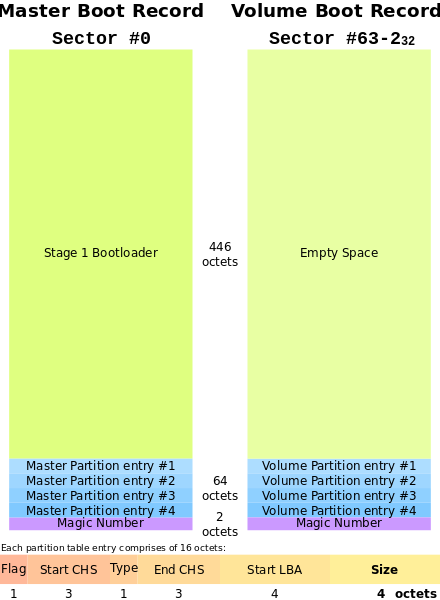 Master Boot Record
Volume Boot Record
Sector #0
Sector #63-2₃₂
Stage 1 Bootloader
446
octets
Empty Space
Master Partition entry #1
Master Partition entry #2
Master Partition entry #3
Master Partition entry #4
Magic Number
64
octets
2
octets
Volume Partition entry #1
Volume Partition entry #2
Volume Partition entry #3
Volume Partition entry #4
Magic Number
Each partition table entry comprises of 16 octets:
Flag Start CHS Type End CHS Start LBA Size
1 3 1 3 4 4 octets